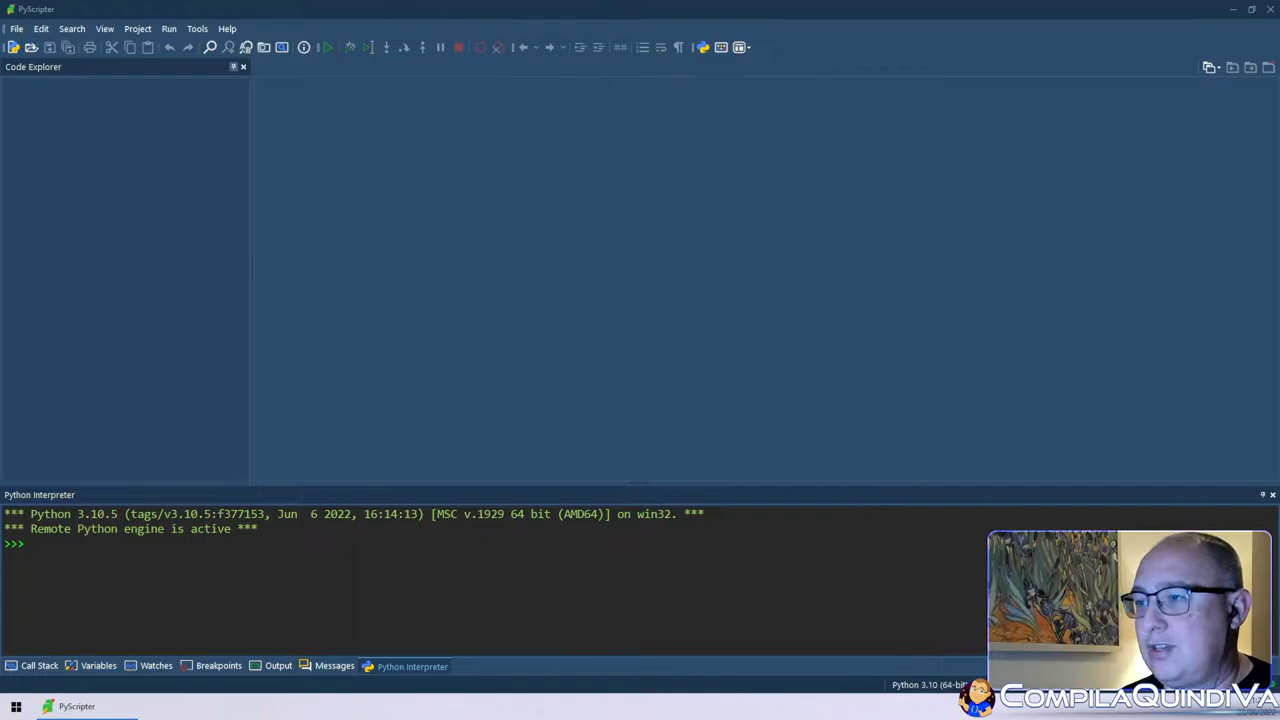 PyScripter
File Edit Search View Project Run Tools Help
Code Explorer
Python Interpreter
*** Python 3.10.5 (tags/v3.10.5:f377153, Jun  6 2022, 16:14:13) [MSC v.1929 64 bit (AMD64)] on win32. ***
*** Remote Python engine is active ***
>>>
Call Stack Variables Watches Breakpoints Output Messages Python Interpreter
Python 3.10 (64-bit)
PyScripter
COMPILAQUINDIVA